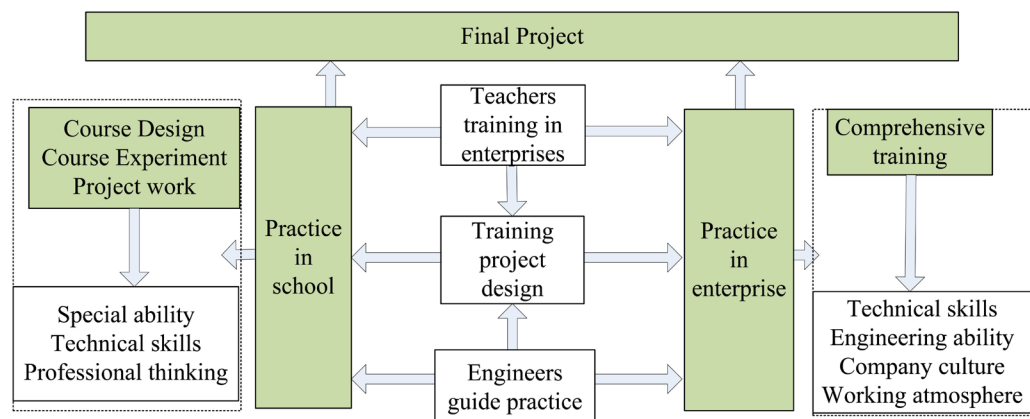 Final Project
Course Design
Course Experiment
Project work
Special ability
Technical skills
Professional thinking
Practice
in
school
Teachers
training in
enterprises
Training
project
design
Engineers
guide practice
Practice
in
enterprise
Comprehensive
training
Technical skills
Engineering ability
Company culture
Working atmosphere